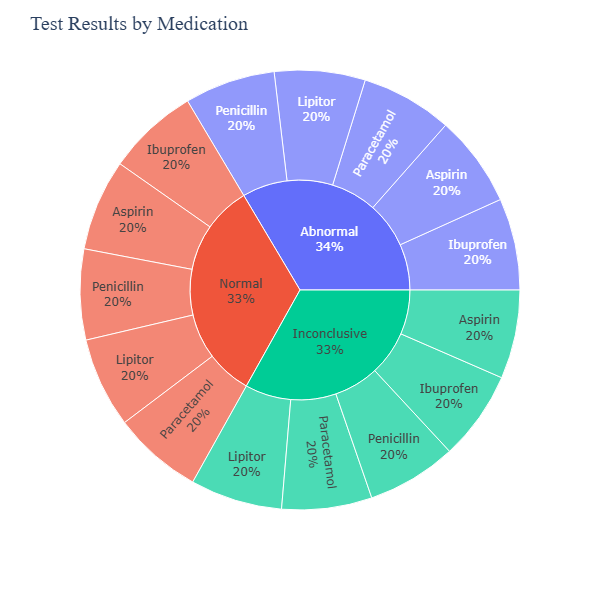 Test Results by Medication
Abnormal
34%
Normal
33%
Inconclusive
33%
Ibuprofen
20%
Aspirin
20%
Paracetamol
20%
Lipitor
20%
Penicillin
20%
Ibuprofen
20%
Aspirin
20%
Penicillin
20%
Lipitor
20%
Paracetamol
20%
Lipitor
20%
Paracetamol
20%
Penicillin
20%
Ibuprofen
20%
Aspirin
20%